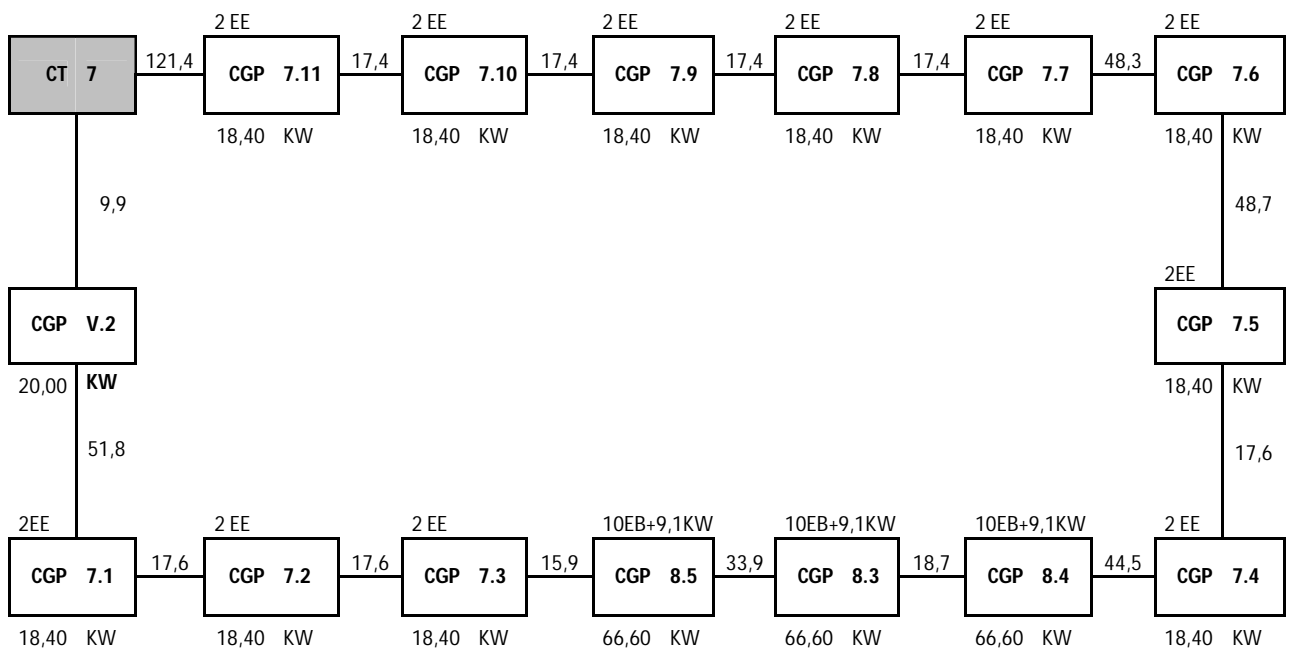 2 EE 2 EE 2 EE 2 EE 2 EE 2 EE
CT 7 121,4 CGP 7.11 17,4 CGP 7.10 17,4 CGP 7.9 17,4 CGP 7.8 17,4 CGP 7.7 48,3 CGP 7.6
18,40 KW 18,40 KW 18,40 KW 18,40 KW 18,40 KW 18,40 KW
9,9 48,7
2EE
CGP V.2 CGP 7.5
20,00 KW 18,40 KW
51,8 17,6
2EE 2 EE 2 EE 10EB+9,1KW 10EB+9,1KW 10EB+9,1KW 2 EE
CGP 7.1 17,6 CGP 7.2 17,6 CGP 7.3 15,9 CGP 8.5 33,9 CGP 8.3 18,7 CGP 8.4 44,5 CGP 7.4
18,40 KW 18,40 KW 18,40 KW 66,60 KW 66,60 KW 66,60 KW 18,40 KW